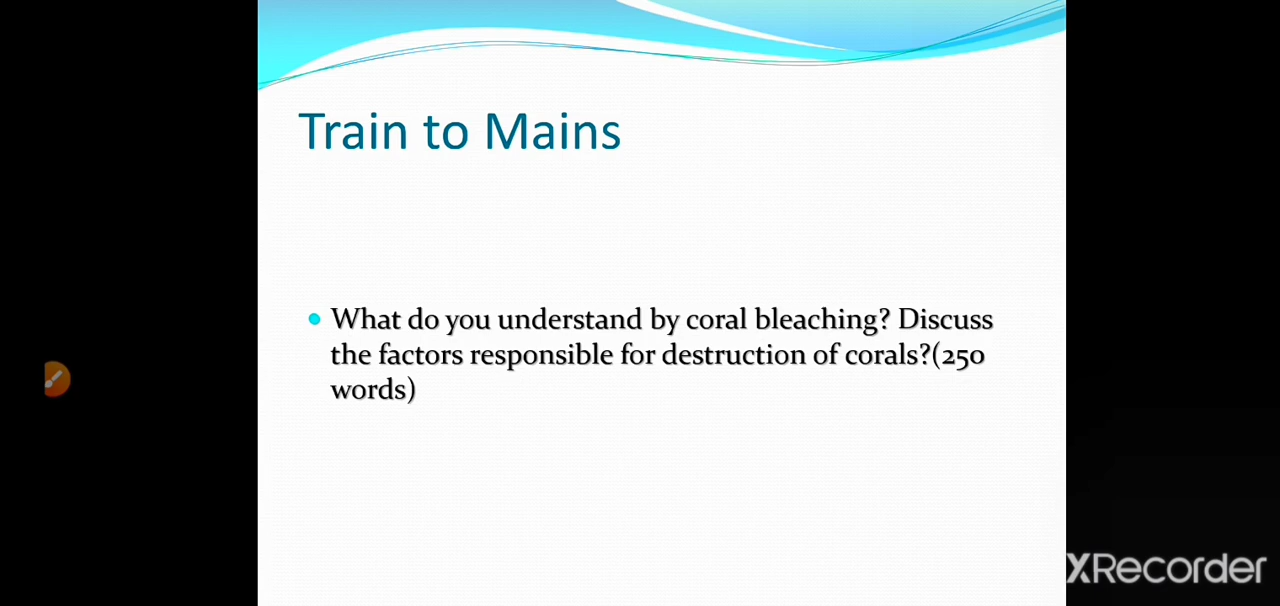 Train to Mains
What do you understand by coral bleaching? Discuss
the factors responsible for destruction of corals?(250
words)
XRecorder